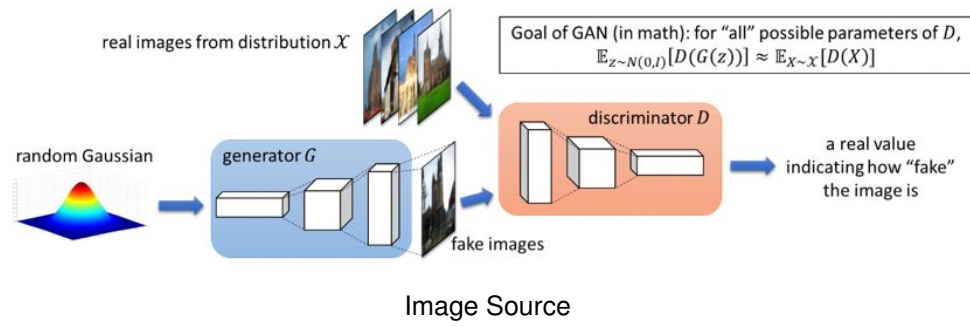 real images from distribution 𝒳
Goal of GAN (in math): for “all” possible parameters of D,
𝔼_{z~N(0,I)}[D(G(z))] ≈ 𝔼_{X~𝒳}[D(X)]
random Gaussian
generator G
fake images
discriminator D
a real value
indicating how “fake”
the image is
Image Source